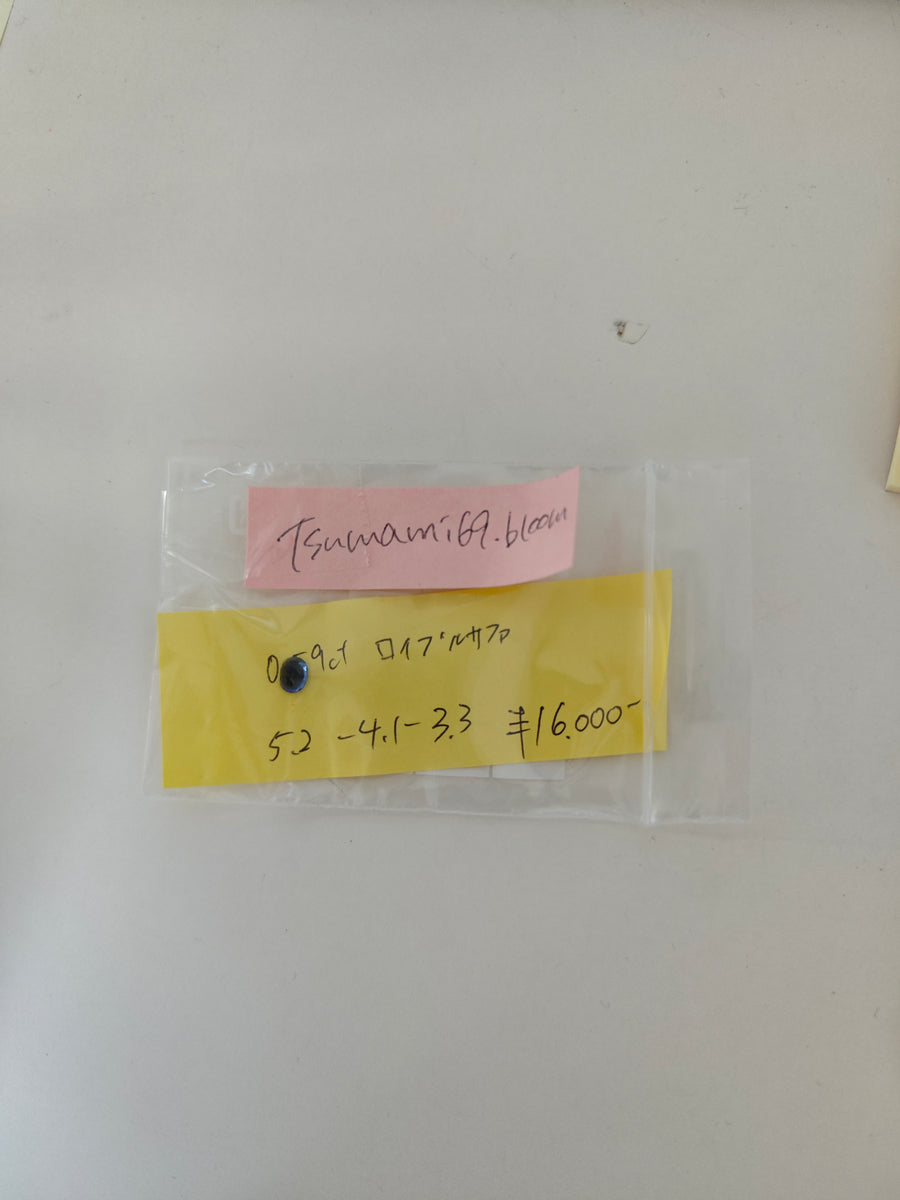 Tsumami69.bloom
0.59ct ロイブルサファ
5.2 -4.1-3.3 ¥16.000-